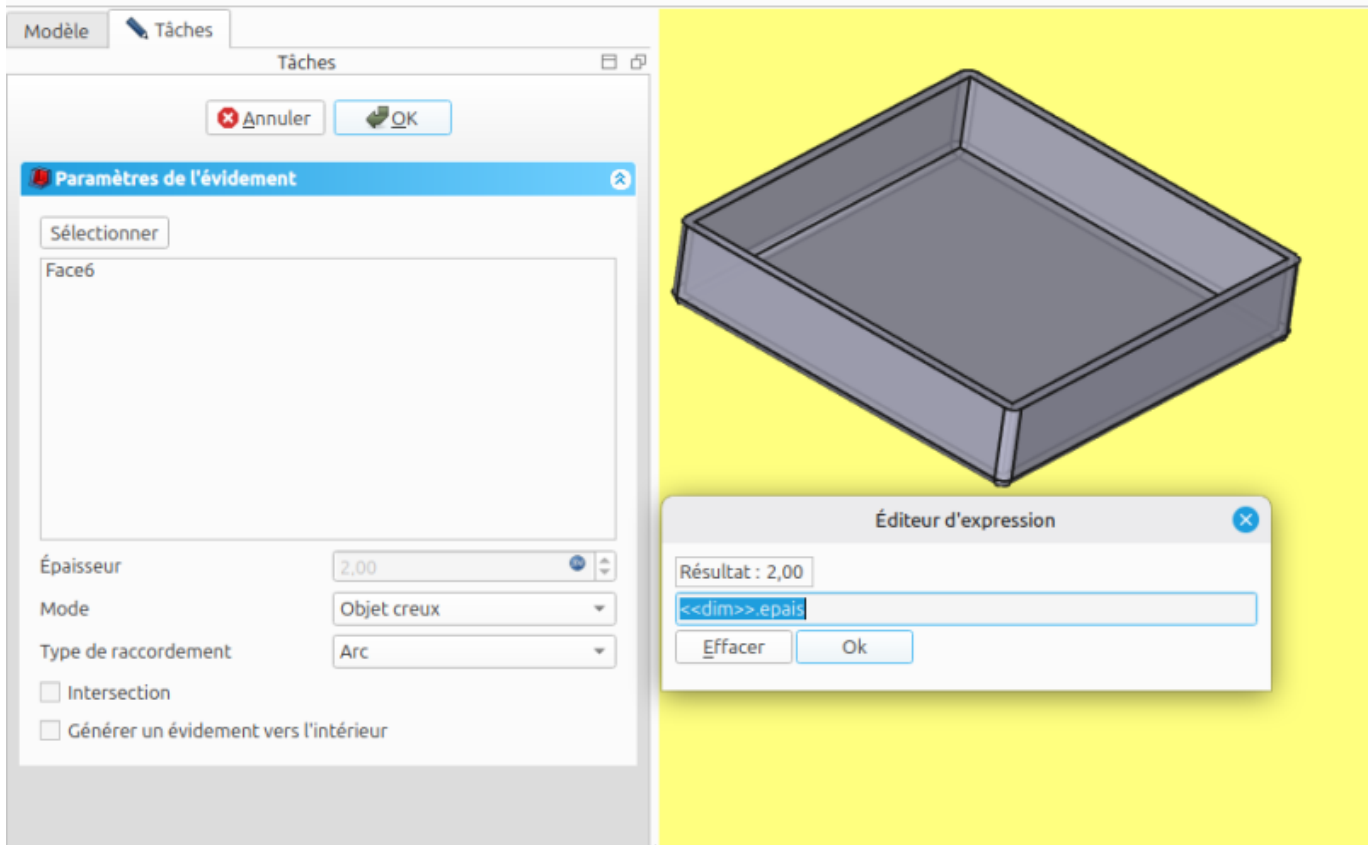 Modèle
Tâches
Tâches
Annuler
OK
Paramètres de l'évidement
Sélectionner
Face6
Épaisseur
2,00
Mode
Objet creux
Type de raccordement
Arc
Intersection
Générer un évidement vers l'intérieur
Éditeur d'expression
Résultat : 2,00
<<dim>>.epais
Effacer
Ok